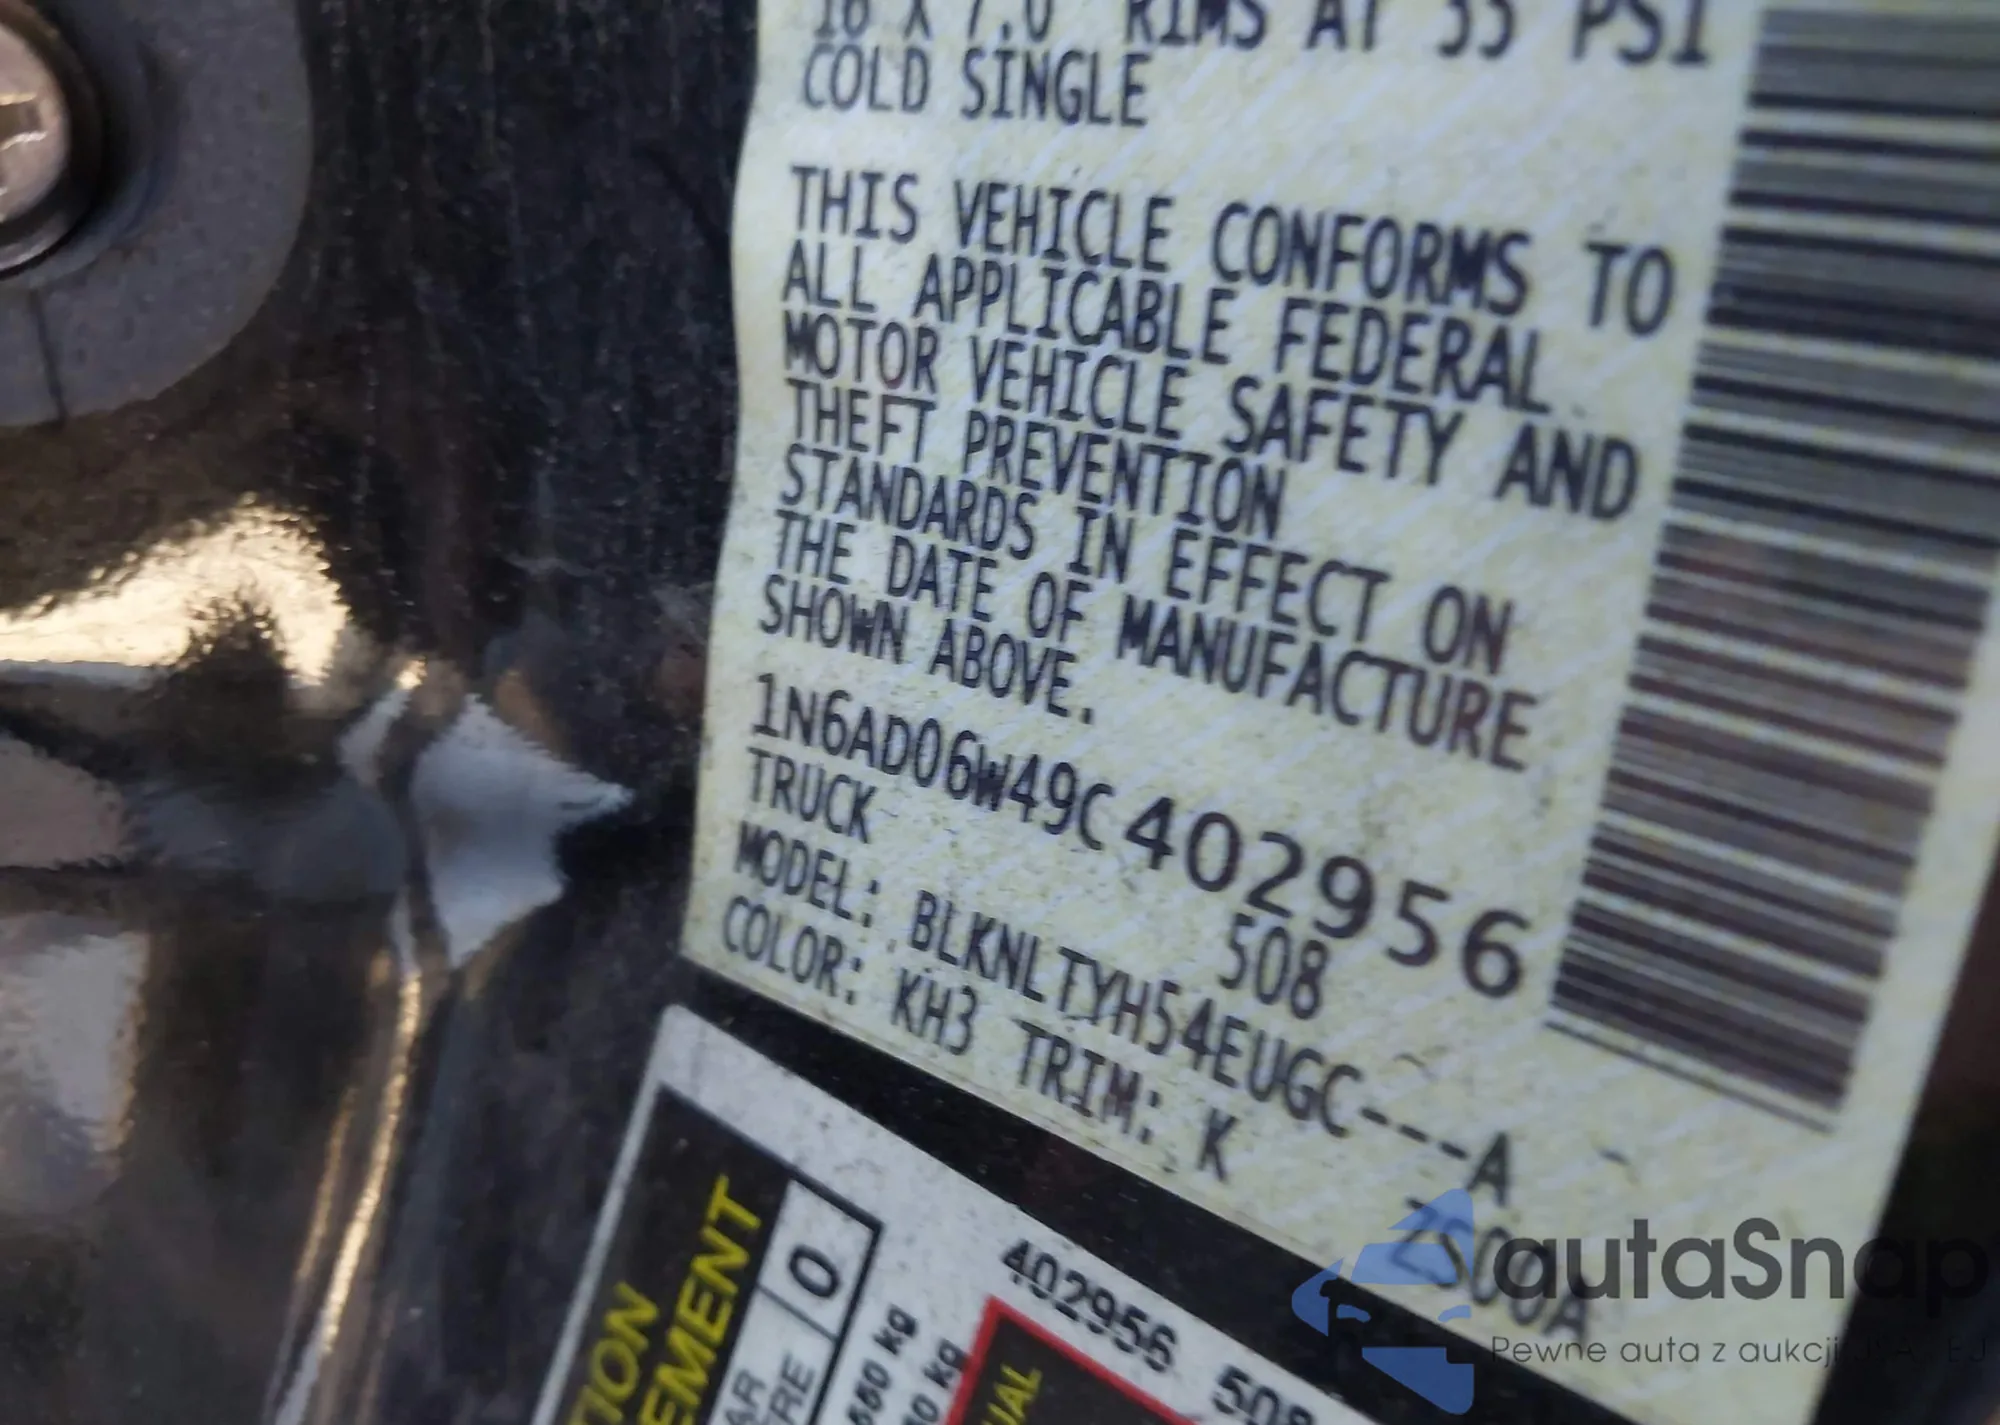 16 X 7.0 RIMS AT 35 PSI
COLD SINGLE
THIS VEHICLE CONFORMS TO
ALL APPLICABLE FEDERAL
MOTOR VEHICLE SAFETY AND
THEFT PREVENTION
STANDARDS IN EFFECT ON
THE DATE OF MANUFACTURE
SHOWN ABOVE.
1N6AD06W49C402956
TRUCK 508
MODEL: BLKNLTYH54EUGC---A
COLOR: KH3 TRIM: K
ZS00A
402956 508
0
autaSnap
Pewne auta z aukcji